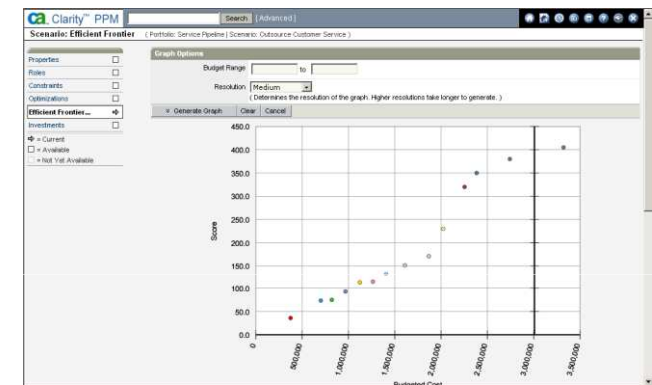 ca. Clarity™ PPM
Search [Advanced]
Scenario: Efficient Frontier ( Portfolio: Service Pipeline | Scenario: Outsource Customer Service )
Properties
Roles
Constraints
Optimizations
Efficient Frontier...
Investments
= Current
= Available
= Not Yet Available
Graph Options
Budget Range to
Resolution Medium
( Determines the resolution of the graph. Higher resolutions take longer to generate. )
Generate Graph Clear Cancel
450.0
400.0
350.0
300.0
250.0
200.0
150.0
100.0
50.0
0.0
Score
0
500,000
1,000,000
1,500,000
2,000,000
2,500,000
3,000,000
3,500,000
Budgeted Cost